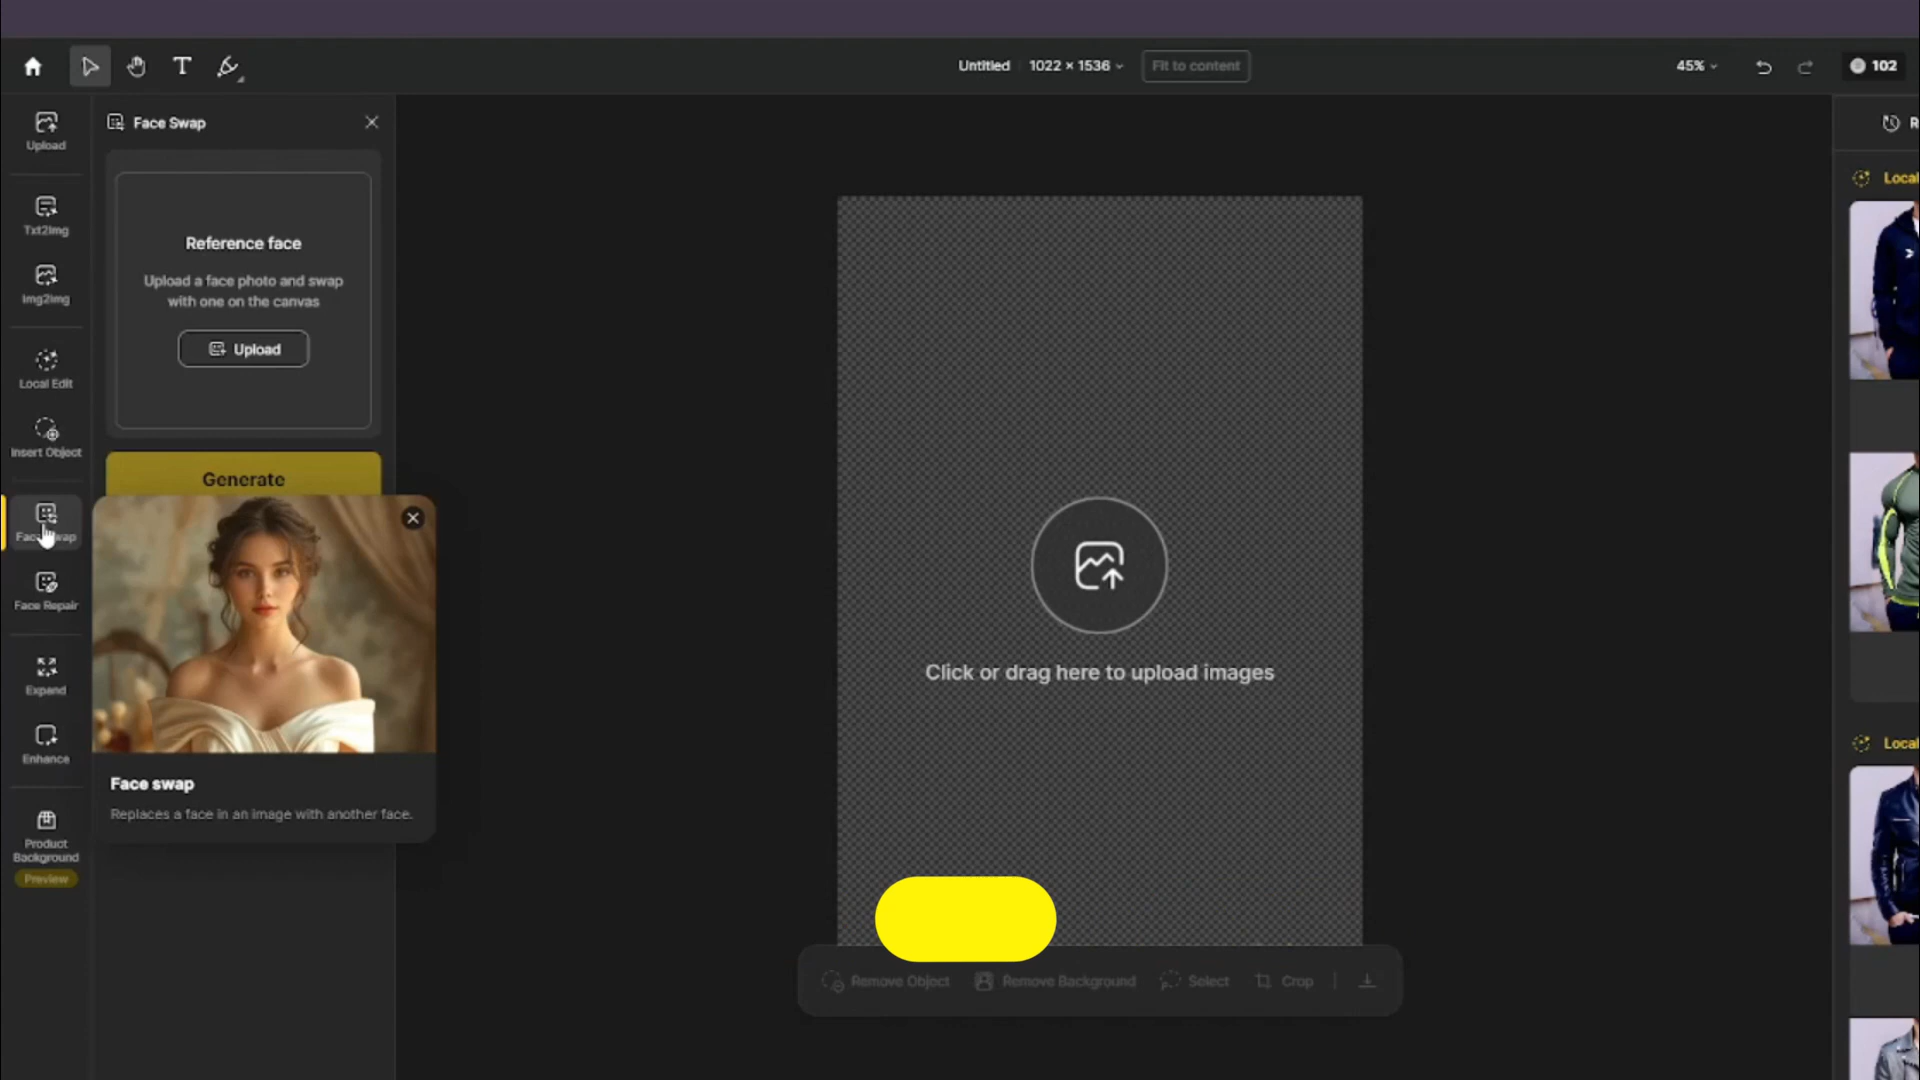 Untitled
1022 × 1536
Fit to content
45%
102
Upload
Txt2Img
Img2Img
Local Edit
Insert Object
Face Repair
Expand
Enhance
Product
Background
Preview
Face Swap
Reference face
Upload a face photo and swap
with one on the canvas
Upload
Generate
Face swap
Replaces a face in an image with another face.
Click or drag here to upload images
Remove Object
Remove Background
Select
Crop
Local
Local